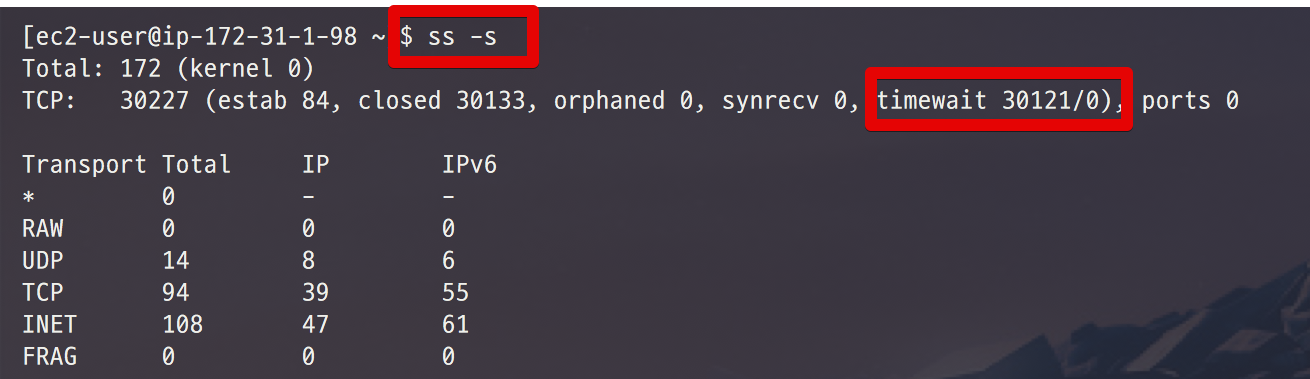 [ec2-user@ip-172-31-1-98 ~ $ ss -s
Total: 172 (kernel 0)
TCP:   30227 (estab 84, closed 30133, orphaned 0, synrecv 0, timewait 30121/0), ports 0
Transport Total     IP        IPv6
*         0         -         -
RAW       0         0         0
UDP       14        8         6
TCP       94        39        55
INET      108       47        61
FRAG      0         0         0